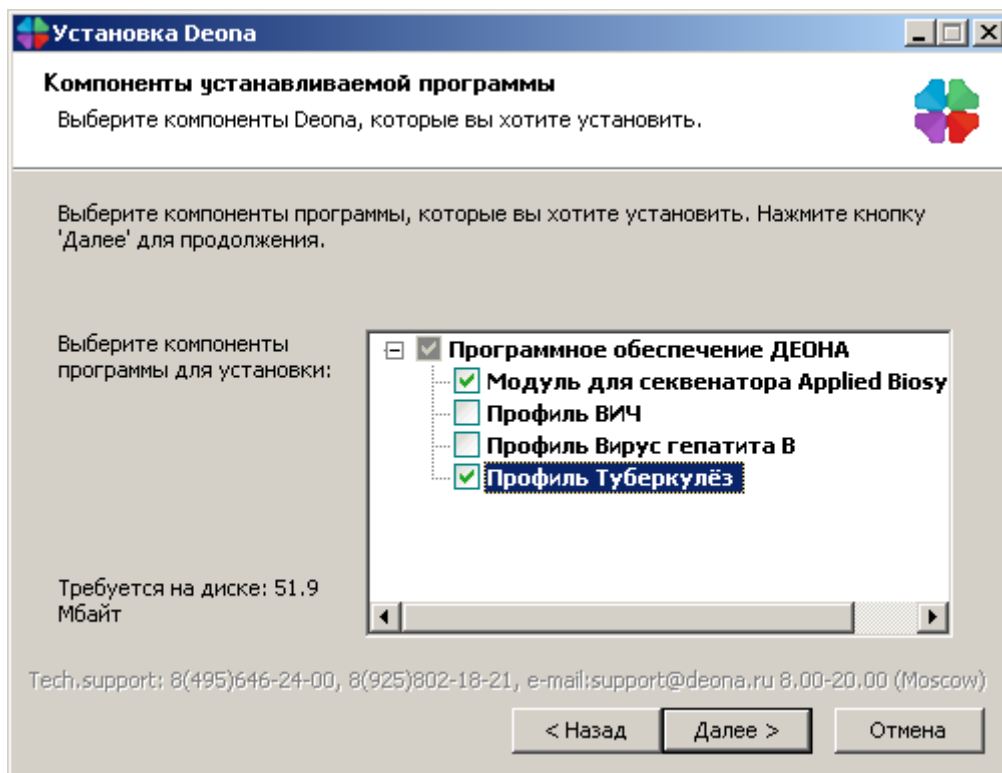 Установка Deona
Компоненты устанавливаемой программы
Выберите компоненты Deona, которые вы хотите установить.
Выберите компоненты программы, которые вы хотите установить. Нажмите кнопку
'Далее' для продолжения.
Выберите компоненты
программы для установки:
Программное обеспечение ДЕОНА
Модуль для секвенатора Applied Biosy
Профиль ВИЧ
Профиль Вирус гепатита В
Профиль Туберкулёз
Требуется на диске: 51.9
Мбайт
Tech.support: 8(495)646-24-00, 8(925)802-18-21, e-mail:support@deona.ru 8.00-20.00 (Moscow)
< Назад
Далее >
Отмена